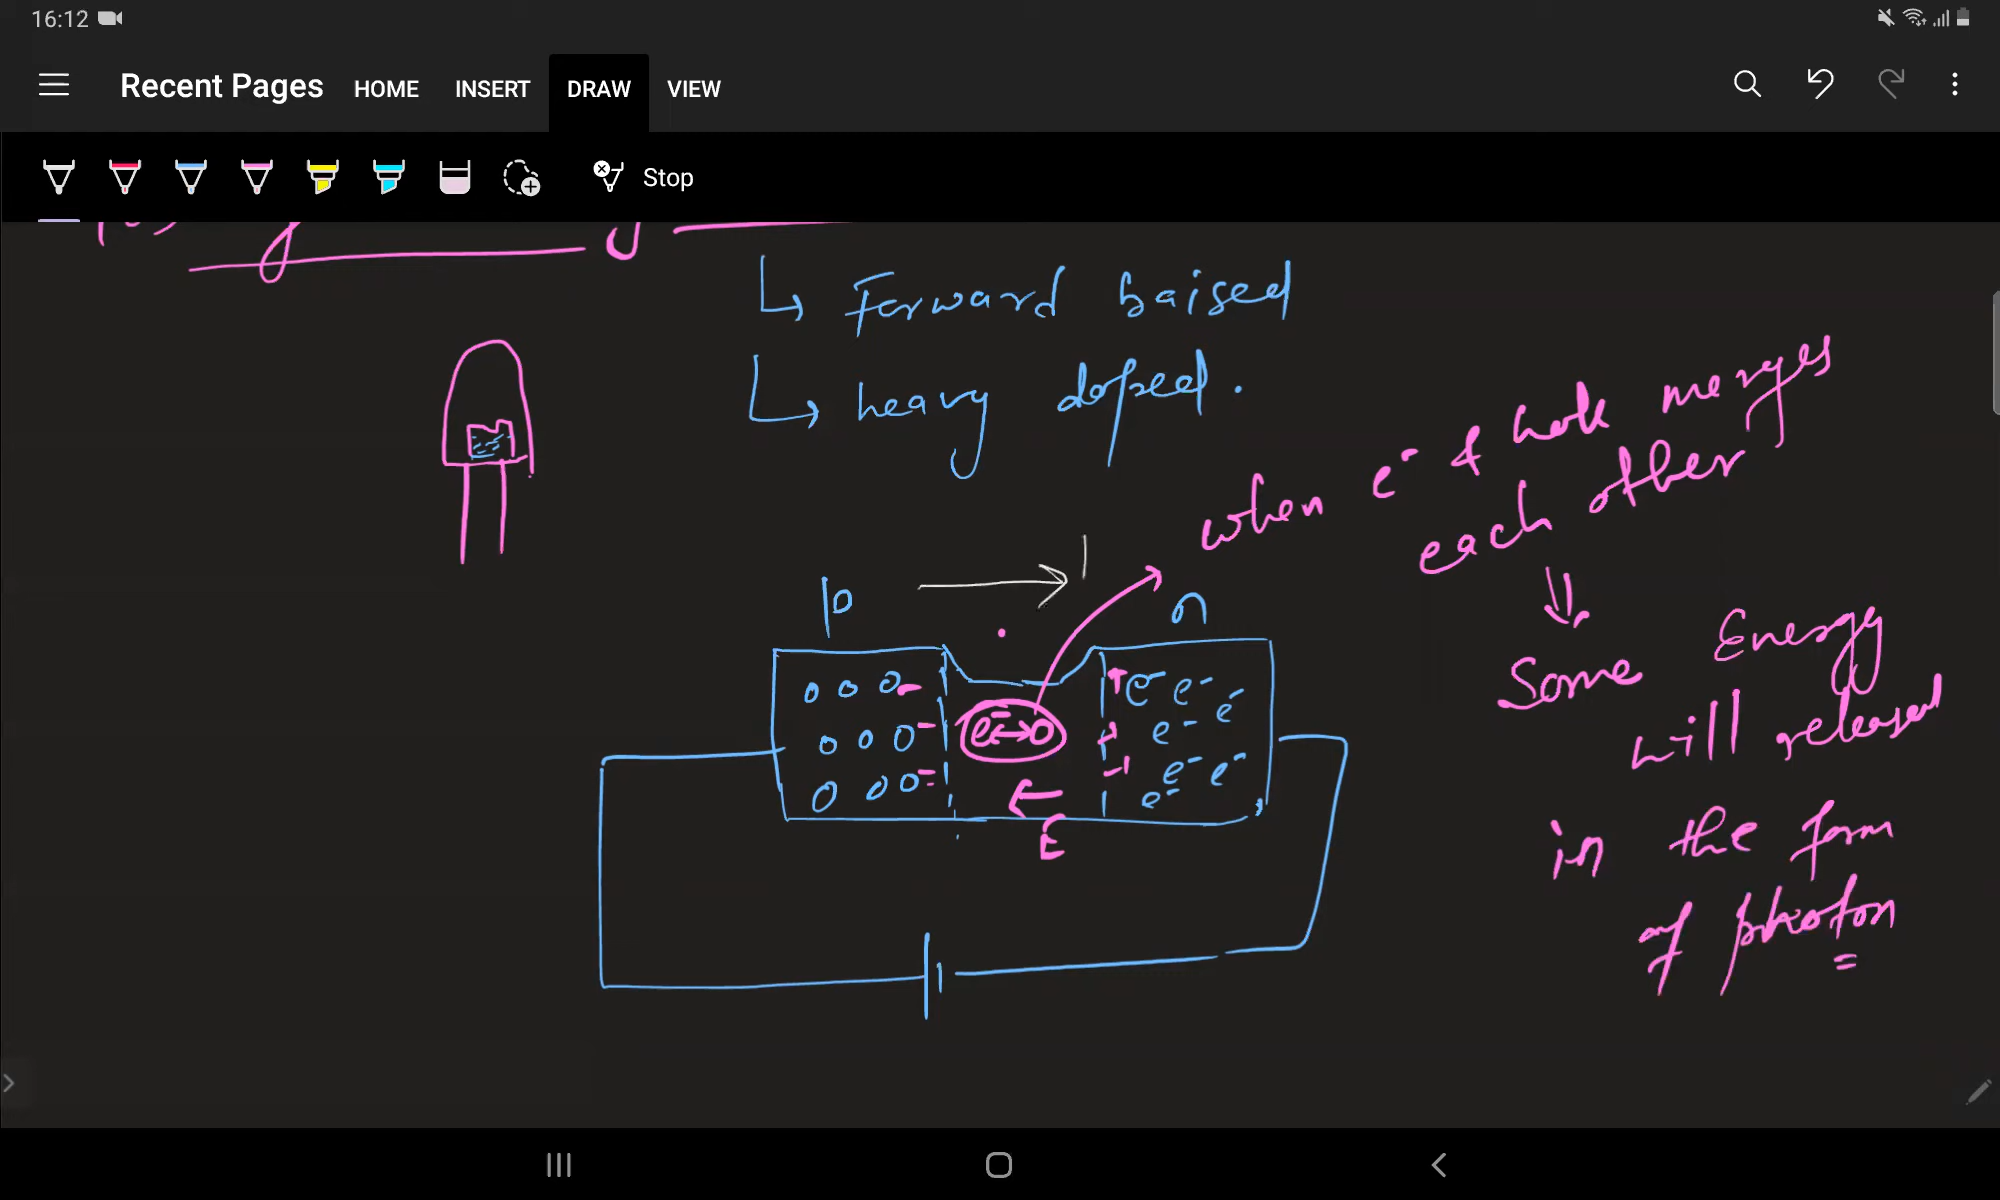 16:12
Recent Pages HOME INSERT DRAW VIEW
Stop
↳ Forward baised
↳ heavy doped.
when e⁻ & hole merges
each other
⇓
Some Energy
will released
in the form
of photon
p → n
o o o - e⁻ ↔ o + e⁻ e⁻ e⁻
o o o - + e⁻
o o o - + e⁻ e⁻
e⁻
← E